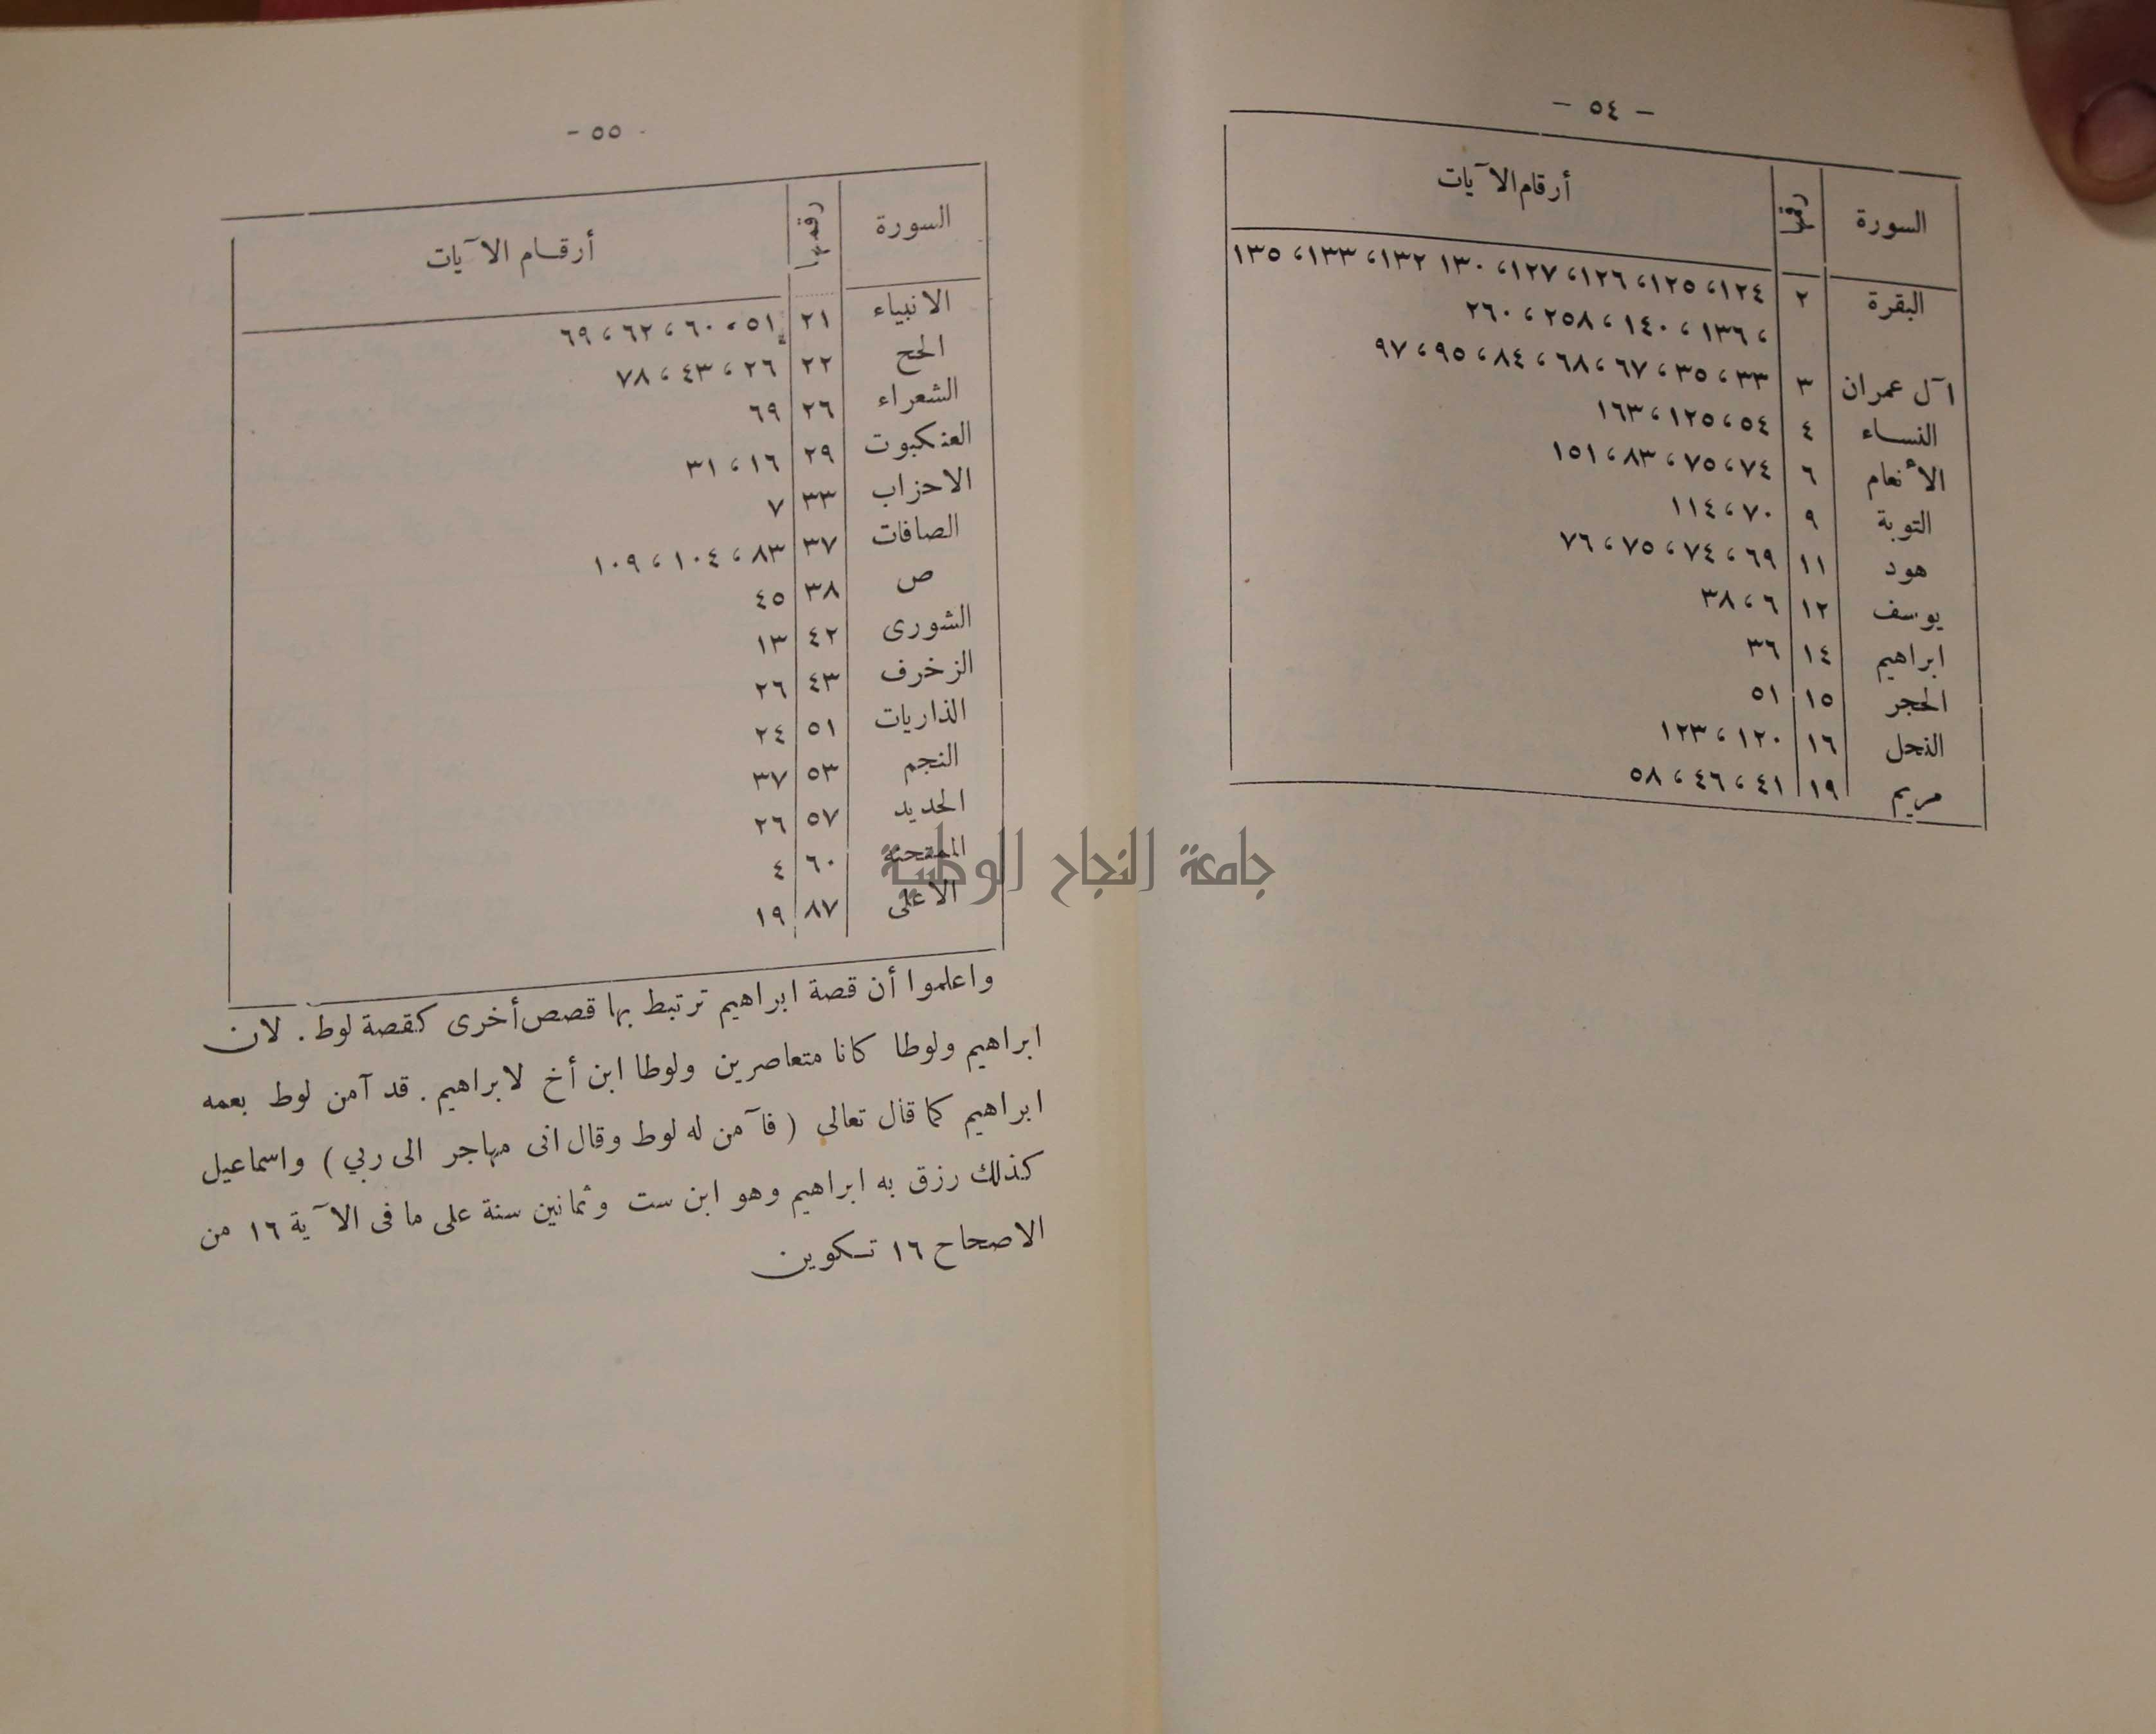 — ٥٤ —
السورة رقمها أرقام الآيات
البقرة ٢ ١٢٤، ١٢٥، ١٢٦، ١٢٧، ١٣٠ ١٣٢، ١٣٣، ١٣٥
، ١٣٦ ، ١٤٠ ، ٢٥٨ ، ٢٦٠
آل عمران ٣ ٣٣ ، ٣٥ ، ٦٧ ، ٦٨ ، ٨٤ ، ٩٥ ، ٩٧
النساء ٤ ٥٤ ، ١٢٥ ، ١٦٣
الأنعام ٦ ٧٤ ، ٧٥ ، ٨٣ ، ١٥١
التوبة ٩ ٧٠ ، ١١٤
هود ١١ ٦٩ ، ٧٤ ، ٧٥ ، ٧٦
يوسف ١٢ ٦ ، ٣٨
ابراهيم ١٤ ٣٦
الحجر ١٥ ٥١
النحل ١٦ ١٢٠ ، ١٢٣
مريم ١٩ ٤١ ، ٤٦ ، ٥٨
- ٥٥ -
السورة رقمها أرقام الآيات
الانبياء ٢١ ٥١ ، ٦٠ ، ٦٢ ، ٦٩
الحج ٢٢ ٢٦ ، ٤٣ ، ٧٨
الشعراء ٢٦ ٦٩
العنكبوت ٢٩ ١٦ ، ٣١
الاحزاب ٣٣ ٧
الصافات ٣٧ ٨٣ ، ١٠٤ ، ١٠٩
ص ٣٨ ٤٥
الشورى ٤٢ ١٣
الزخرف ٤٣ ٢٦
الذاريات ٥١ ٢٤
النجم ٥٣ ٣٧
الحديد ٥٧ ٢٦
الممتحنة ٦٠ ٤
الاعلى ٨٧ ١٩
واعلموا أن قصة ابراهيم ترتبط بها قصص أخرى كقصة لوط . لان
ابراهيم ولوطا كانا متعاصرين ولوطا ابن أخ لابراهيم . قد آمن لوط بعمه
ابراهيم كما قال تعالى ( فآمن له لوط وقال انى مهاجر الى ربي ) واسماعيل
كذلك رزق به ابراهيم وهو ابن ست وثمانين سنة على ما فى الآية ١٦ من
الاصحاح ١٦ تكوين
جامعة النجاح الوطنية